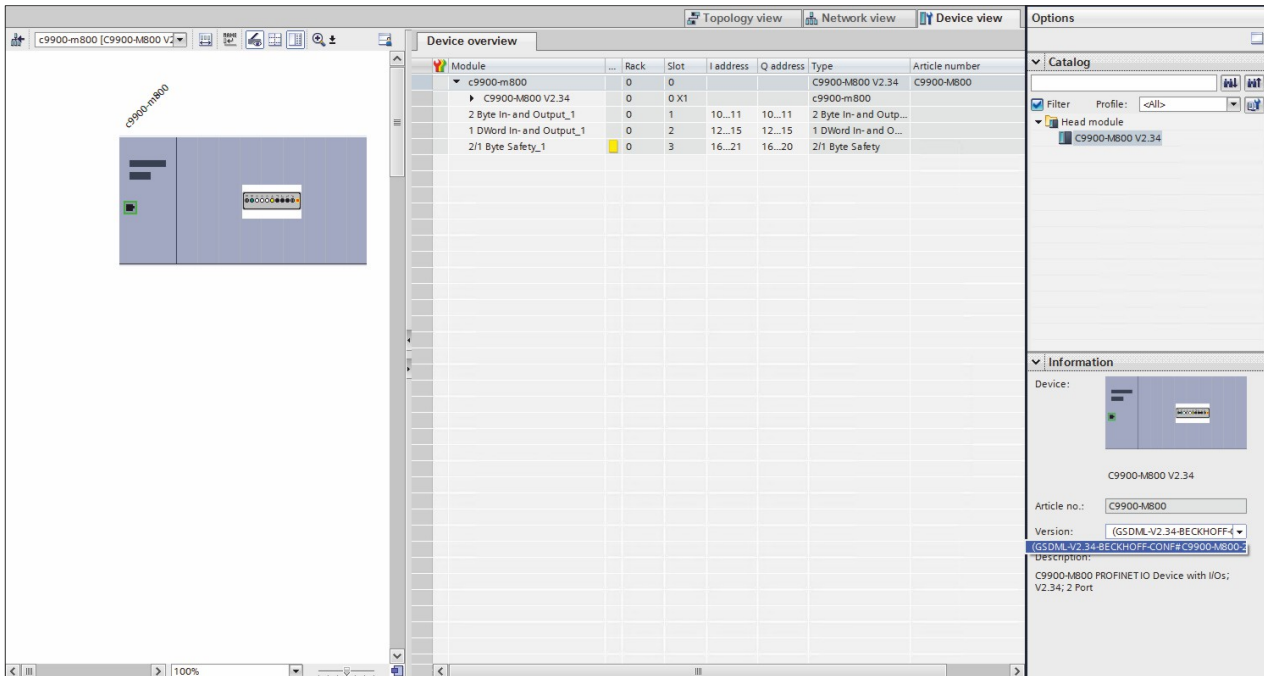 Topology view Network view Device view Options
c9900-m800 [C9900-M800 V2
Device overview
Module ... Rack Slot I address Q address Type Article number
c9900-m800 0 0 C9900-M800 V2.34 C9900-M800
C9900-M800 V2.34 0 0 X1 c9900-m800
2 Byte In- and Output_1 0 1 10...11 10...11 2 Byte In- and Outp...
1 DWord In- and Output_1 0 2 12...15 12...15 1 DWord In- and O...
2/1 Byte Safety_1 0 3 16...21 16...20 2/1 Byte Safety
c9900-m800
100%
Catalog
Filter Profile: <All>
Head module
C9900-M800 V2.34
Information
Device:
C9900-M800 V2.34
Article no.: C9900-M800
Version: (GSDML-V2.34-BECKHOFF-
(GSDML-V2.34-BECKHOFF-CONF#C9900-M800-2
Description:
C9900-M800 PROFINET IO Device with I/Os;
V2.34; 2 Port